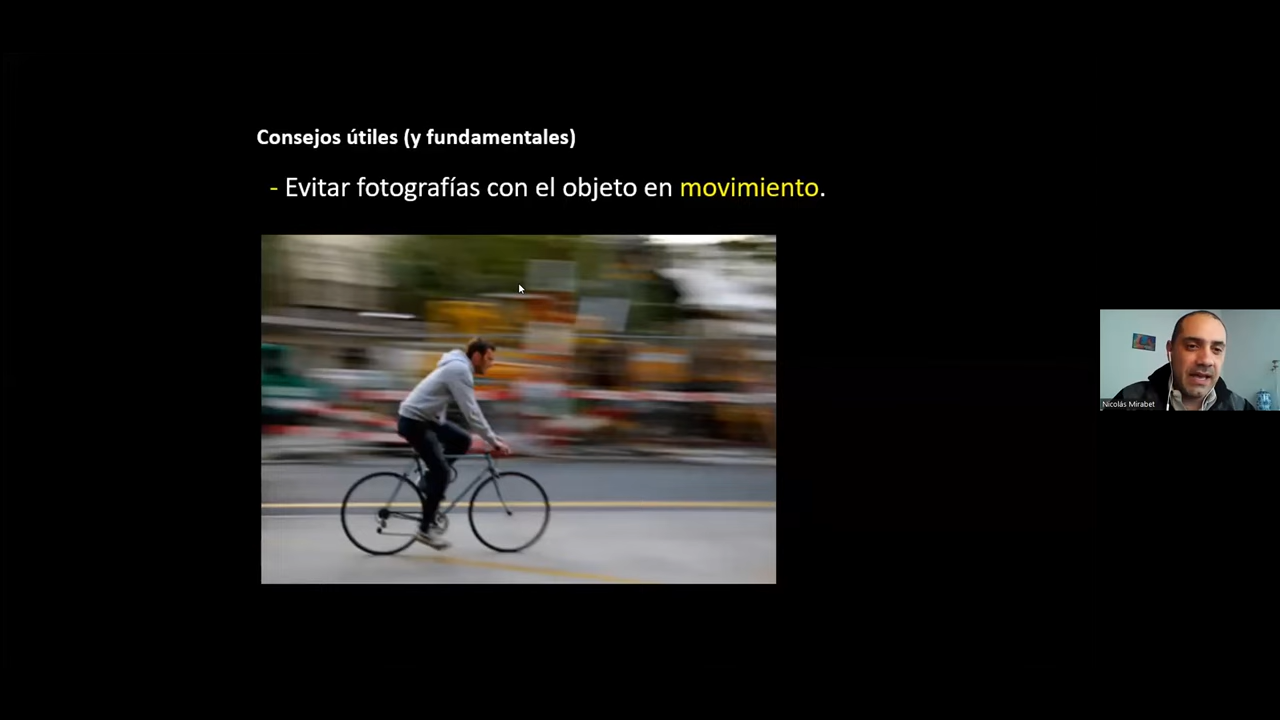 Consejos útiles (y fundamentales)
- Evitar fotografías con el objeto en movimiento.
Nicolás Mirabet